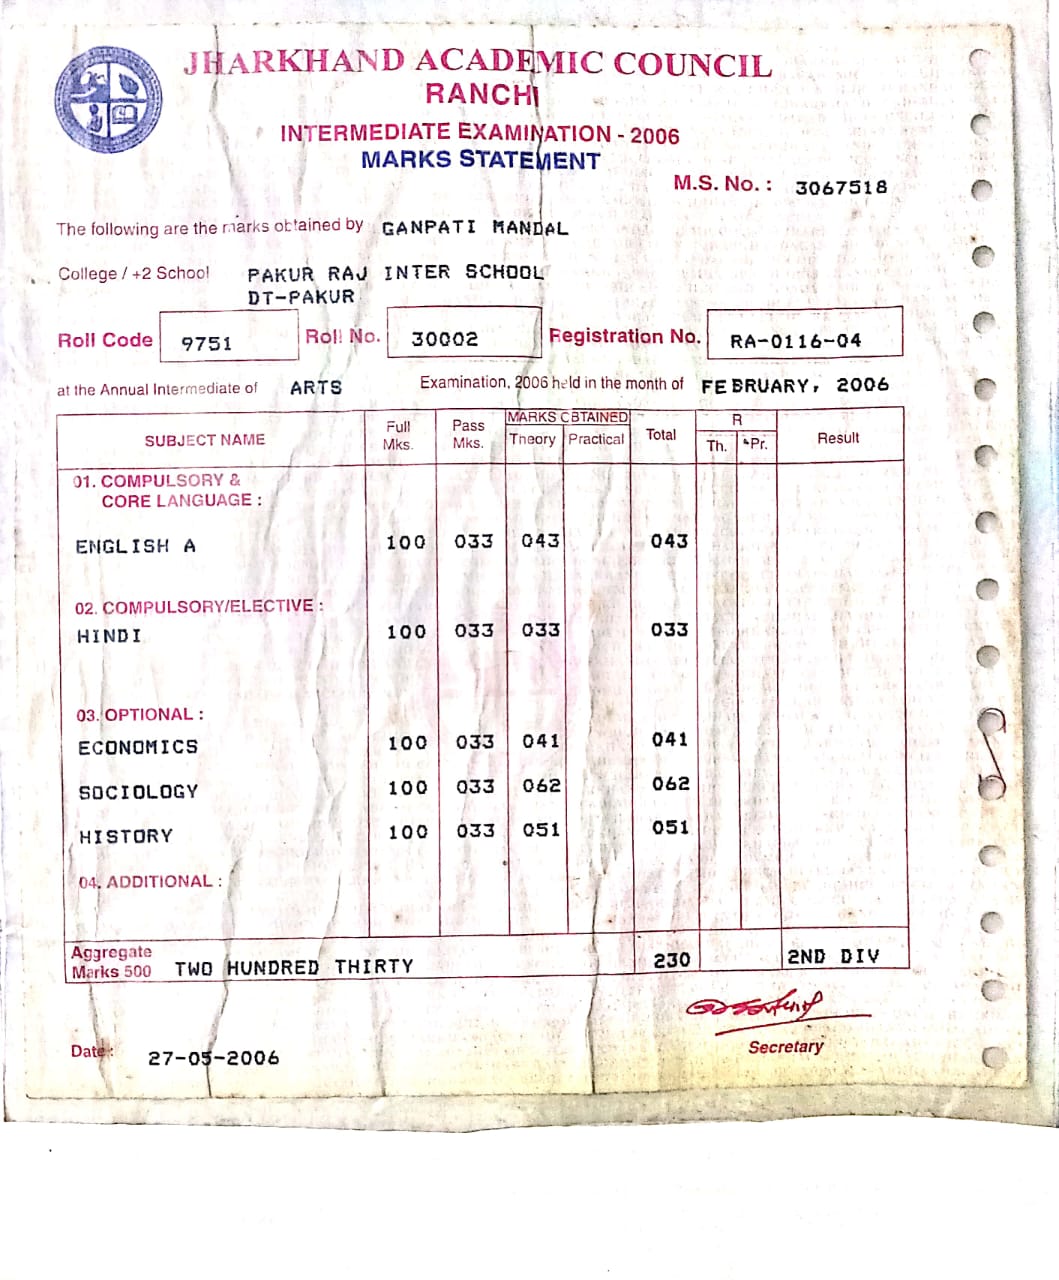 JHARKHAND ACADEMIC COUNCIL
RANCHI
INTERMEDIATE EXAMINATION - 2006
MARKS STATEMENT
M.S. No. : 3067518
The following are the marks obtained by GANPATI MANDAL
College / +2 School PAKUR RAJ INTER SCHOOL
DT-PAKUR
Roll Code 9751 Roll No. 30002 Registration No. RA-0116-04
at the Annual Intermediate of ARTS Examination, 2006 held in the month of FEBRUARY, 2006
SUBJECT NAME Full Mks. Pass Mks. MARKS OBTAINED Theory Practical Total R Th. Pr. Result
01. COMPULSORY &
CORE LANGUAGE :
ENGLISH A 100 033 043 043
02. COMPULSORY/ELECTIVE :
HINDI 100 033 033 033
03. OPTIONAL :
ECONOMICS 100 033 041 041
SOCIOLOGY 100 033 062 062
HISTORY 100 033 051 051
04. ADDITIONAL :
Aggregate
Marks 500 TWO HUNDRED THIRTY 230 2ND DIV
Secretary
Date : 27-05-2006